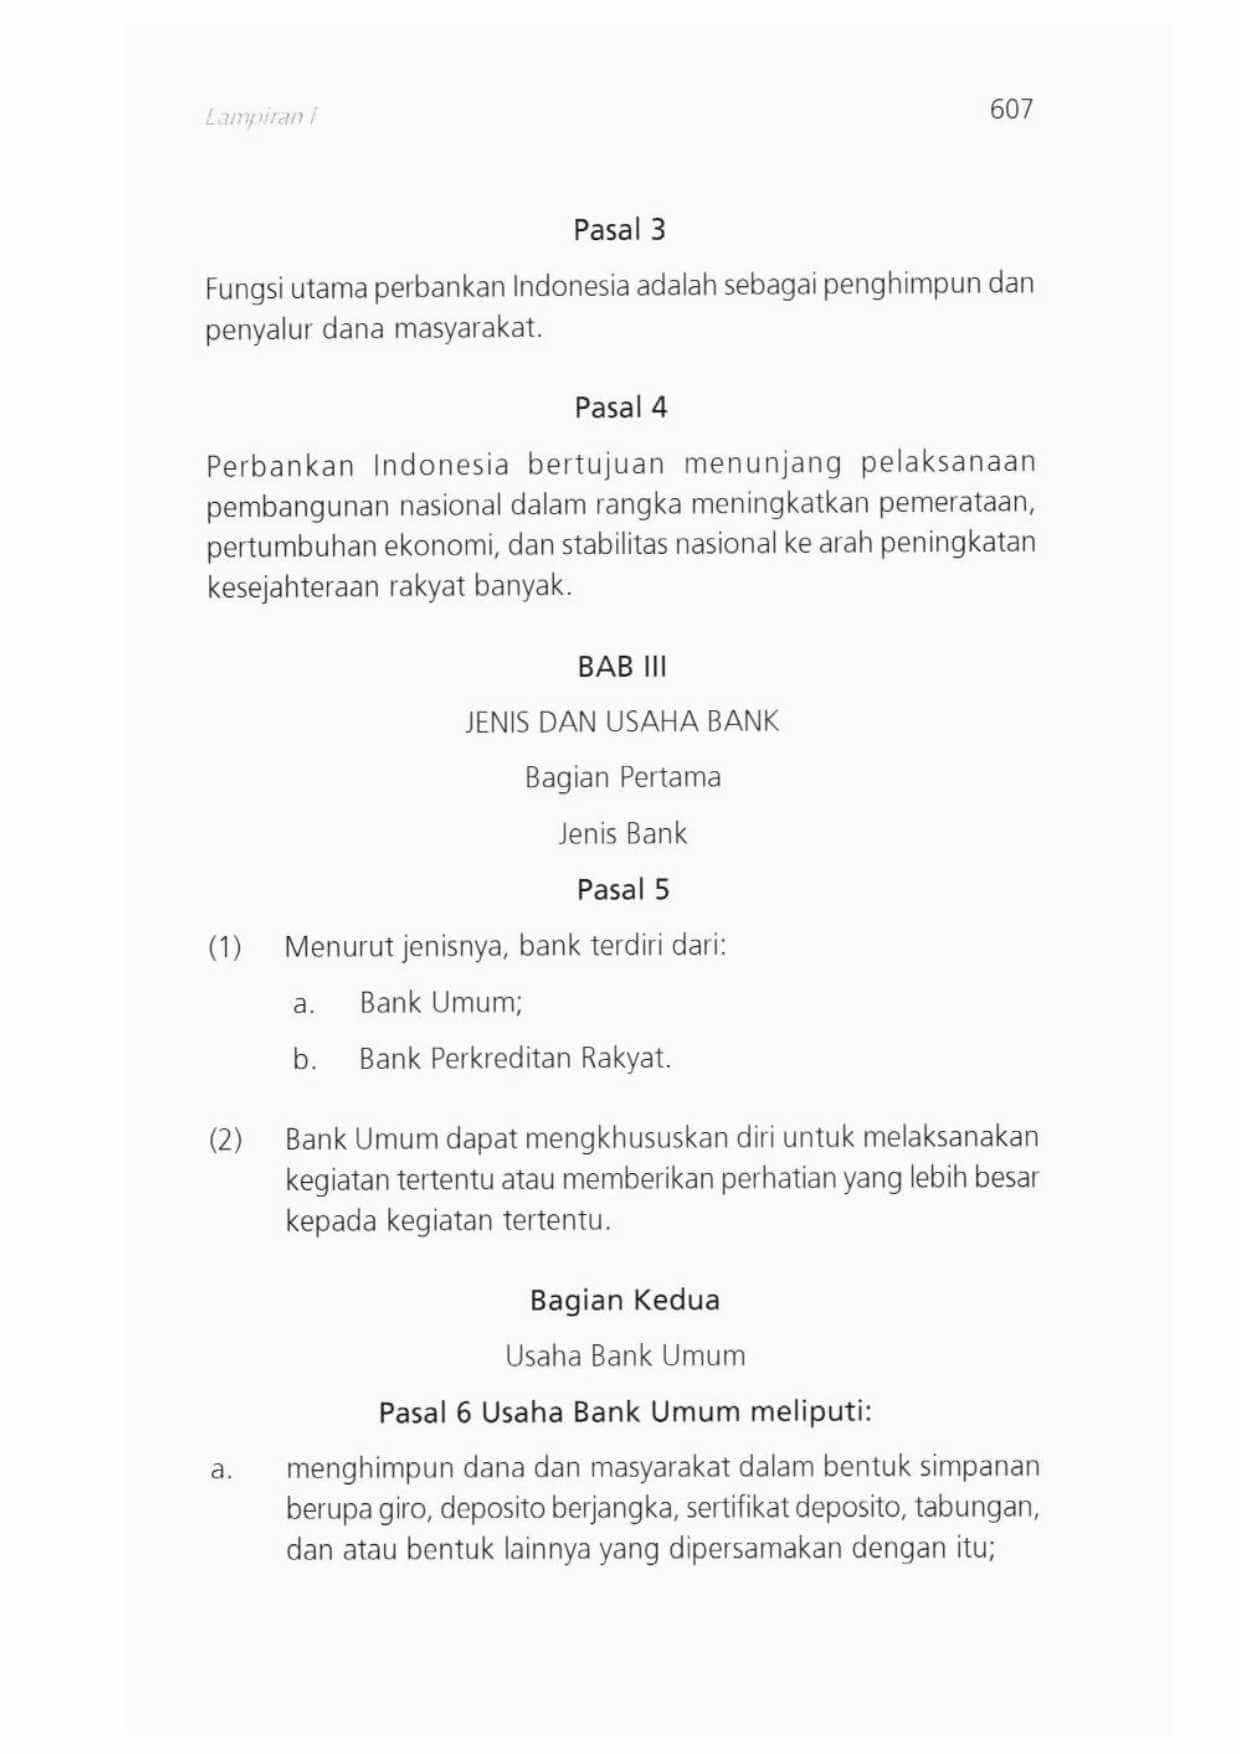 Lampiran I
607
Pasal 3
Fungsi utama perbankan Indonesia adalah sebagai penghimpun dan
penyalur dana masyarakat.
Pasal 4
Perbankan Indonesia bertujuan menunjang pelaksanaan
pembangunan nasional dalam rangka meningkatkan pemerataan,
pertumbuhan ekonomi, dan stabilitas nasional ke arah peningkatan
kesejahteraan rakyat banyak.
BAB III
JENIS DAN USAHA BANK
Bagian Pertama
Jenis Bank
Pasal 5
(1) Menurut jenisnya, bank terdiri dari:
a. Bank Umum;
b. Bank Perkreditan Rakyat.
(2) Bank Umum dapat mengkhususkan diri untuk melaksanakan
kegiatan tertentu atau memberikan perhatian yang lebih besar
kepada kegiatan tertentu.
Bagian Kedua
Usaha Bank Umum
Pasal 6 Usaha Bank Umum meliputi:
a. menghimpun dana dan masyarakat dalam bentuk simpanan
berupa giro, deposito berjangka, sertifikat deposito, tabungan,
dan atau bentuk lainnya yang dipersamakan dengan itu;